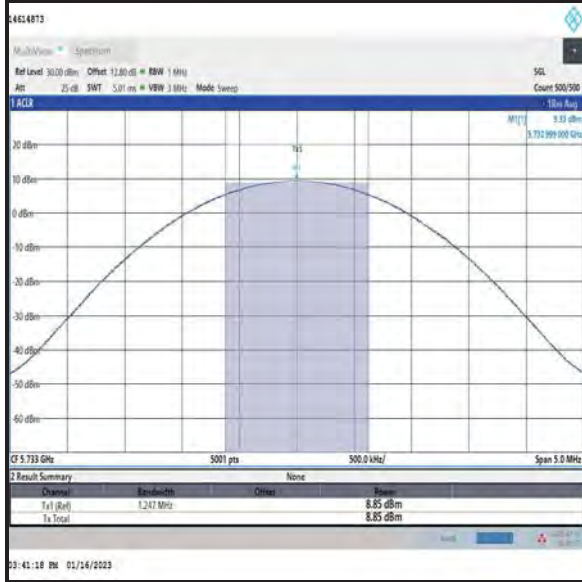 14614873
MultiView Spectrum
Ref Level 30.00 dBm Offset 12.80 dB RBW 1 MHz SGL
Att 25 dB SWT 5.01 ms VBW 3 MHz Mode Sweep Count 500/500
1 ACLR 1Rm Avg
M1[1] 9.33 dBm
5.732 999 000 GHz
Tx1
M1
20 dBm
10 dBm
0 dBm
-10 dBm
-20 dBm
-30 dBm
-40 dBm
-50 dBm
-60 dBm
CF 5.733 GHz 5001 pts 500.0 kHz/ Span 5.0 MHz
2 Result Summary None
Channel Bandwidth Offset Power
Tx1 (Ref) 1.247 MHz 8.85 dBm
Tx Total 8.85 dBm
03:41:18 PM 01/16/2023